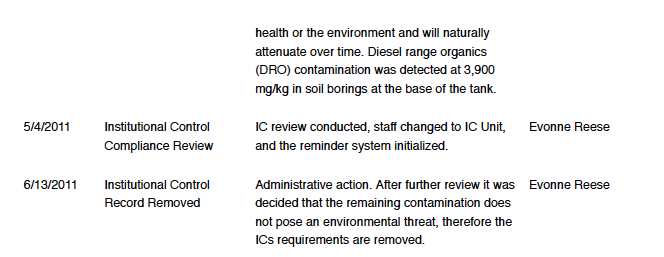 health or the environment and will naturally
attenuate over time. Diesel range organics
(DRO) contamination was detected at 3,900
mg/kg in soil borings at the base of the tank.
5/4/2011 Institutional Control IC review conducted, staff changed to IC Unit, Evonne Reese
Compliance Review and the reminder system initialized.
6/13/2011 Institutional Control Administrative action. After further review it was Evonne Reese
Record Removed decided that the remaining contamination does
not pose an environmental threat, therefore the
ICs requirements are removed.